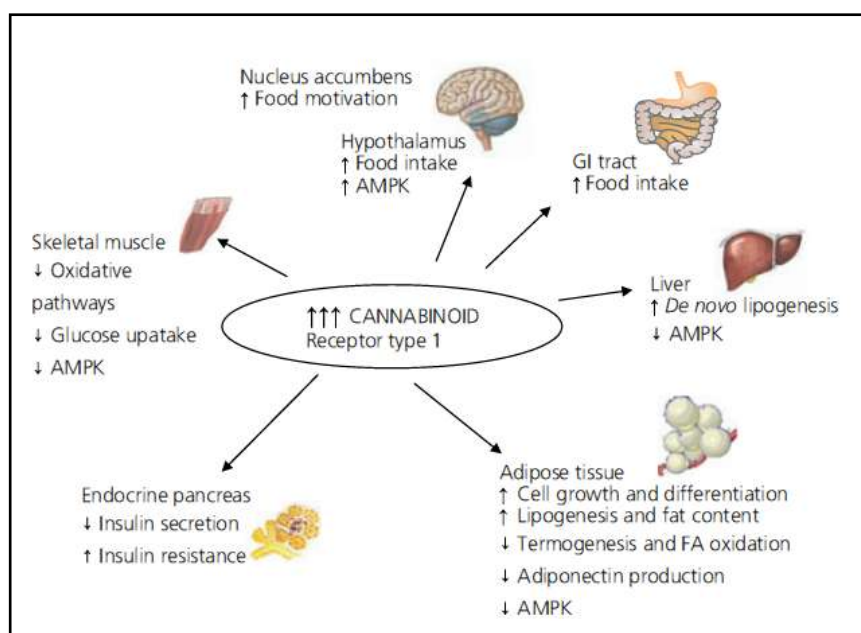 Nucleus accumbens
↑ Food motivation
Hypothalamus
↑ Food intake
↑ AMPK
GI tract
↑ Food intake
Skeletal muscle
↓ Oxidative
pathways
↓ Glucose upatake
↓ AMPK
Liver
↑ De novo lipogenesis
↓ AMPK
↑↑↑ CANNABINOID
Receptor type 1
Endocrine pancreas
↓ Insulin secretion
↑ Insulin resistance
Adipose tissue
↑ Cell growth and differentiation
↑ Lipogenesis and fat content
↓ Termogenesis and FA oxidation
↓ Adiponectin production
↓ AMPK